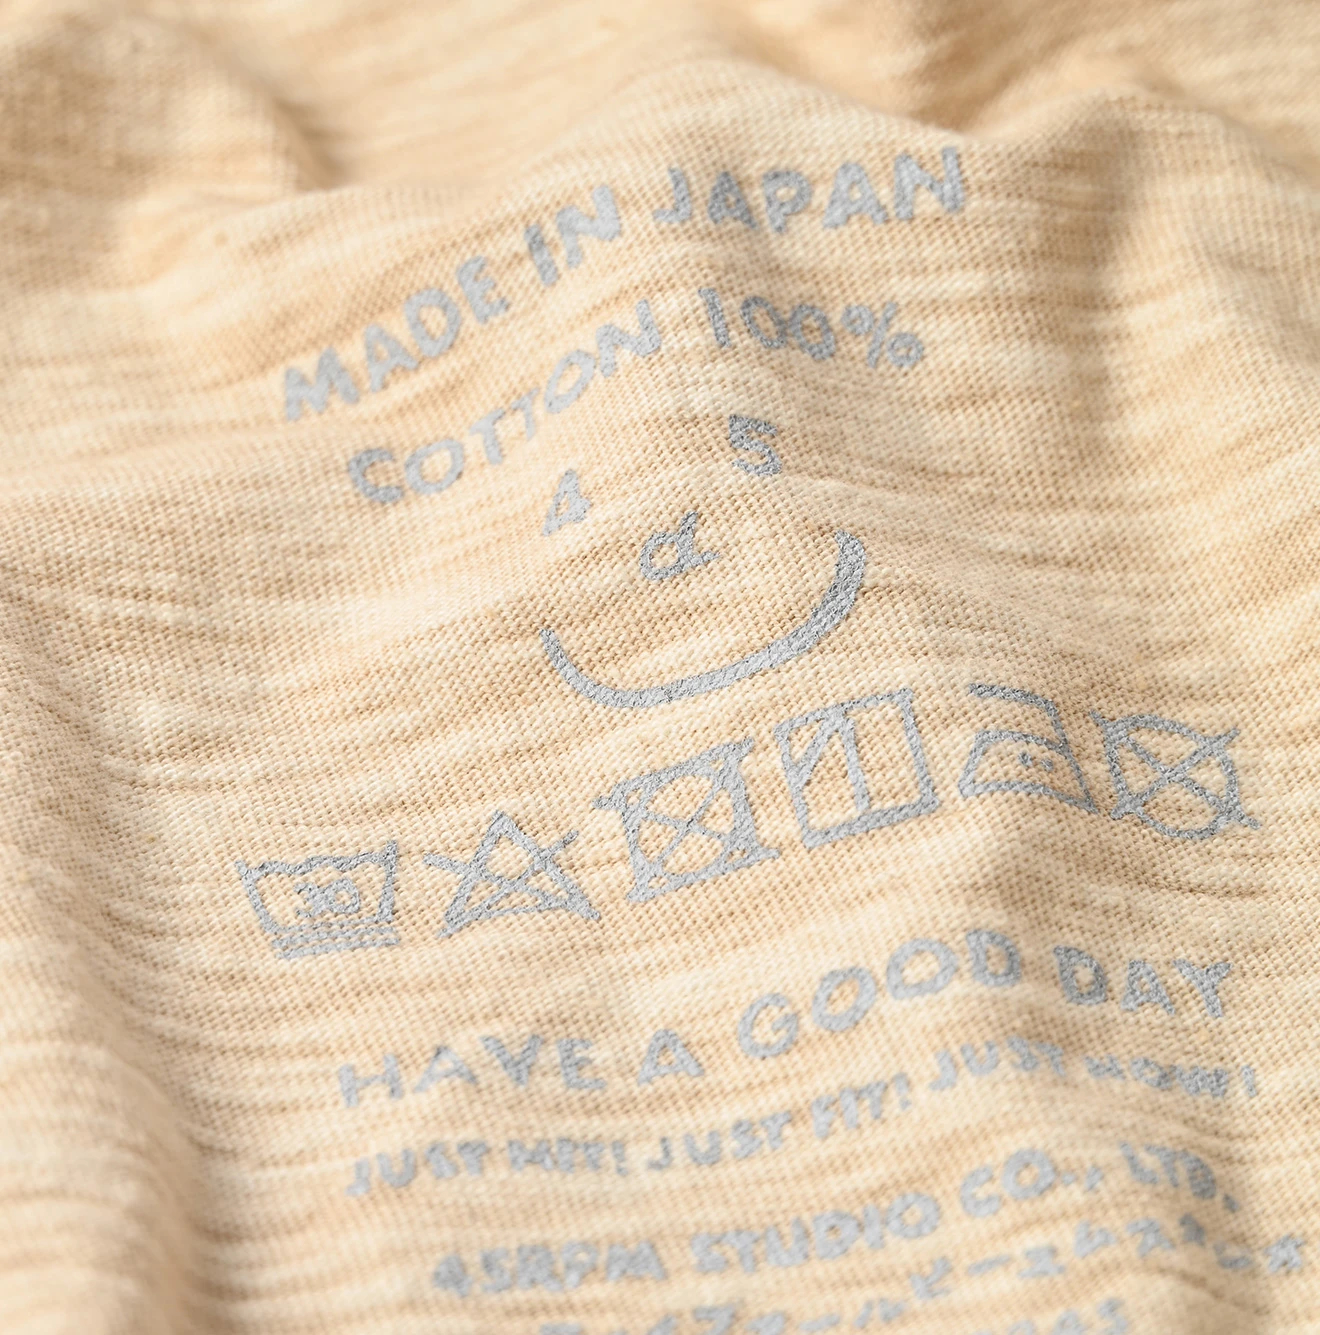 MADE IN JAPAN
COTTON 100%
4 5
α
30
HAVE A GOOD DAY
JUST MEET! JUST FIT! JUST NOW!
45RPM STUDIO CO., LTD.